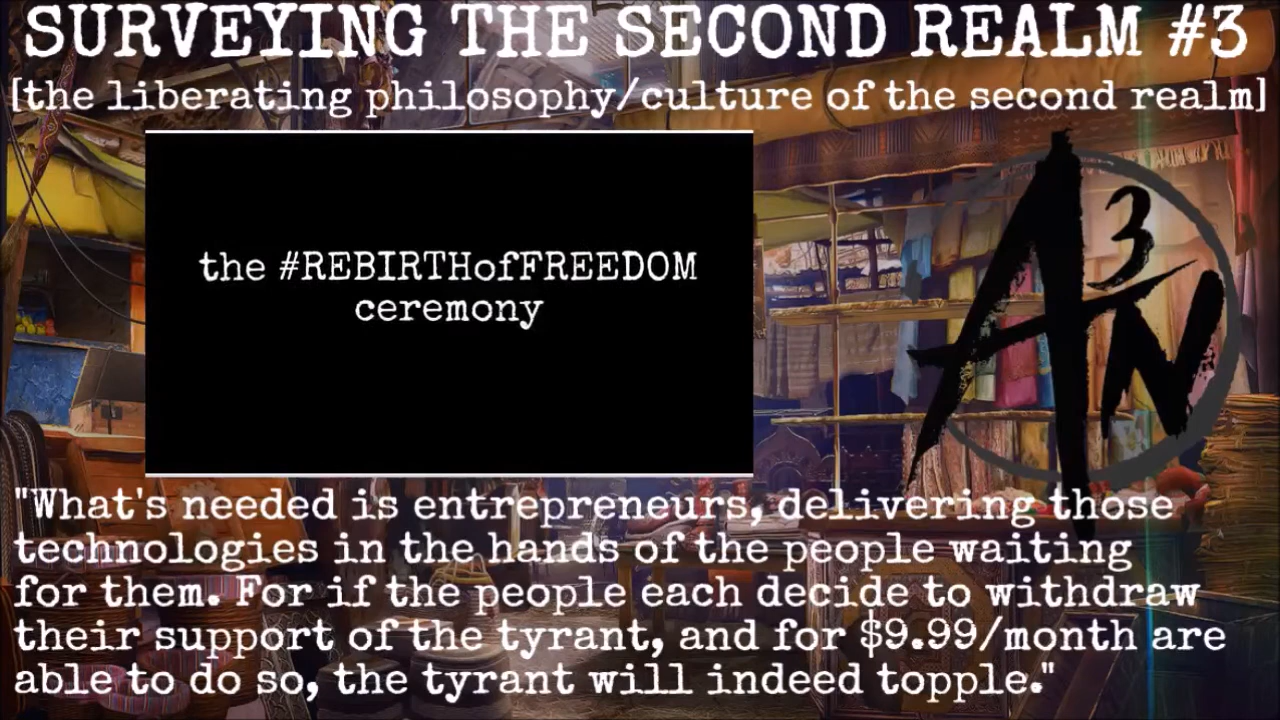 SURVEYING THE SECOND REALM #3
[the liberating philosophy/culture of the second realm]
the #REBIRTHofFREEDOM
ceremony
A3N
"What's needed is entrepreneurs, delivering those
technologies in the hands of the people waiting
for them. For if the people each decide to withdraw
their support of the tyrant, and for $9.99/month are
able to do so, the tyrant will indeed topple."